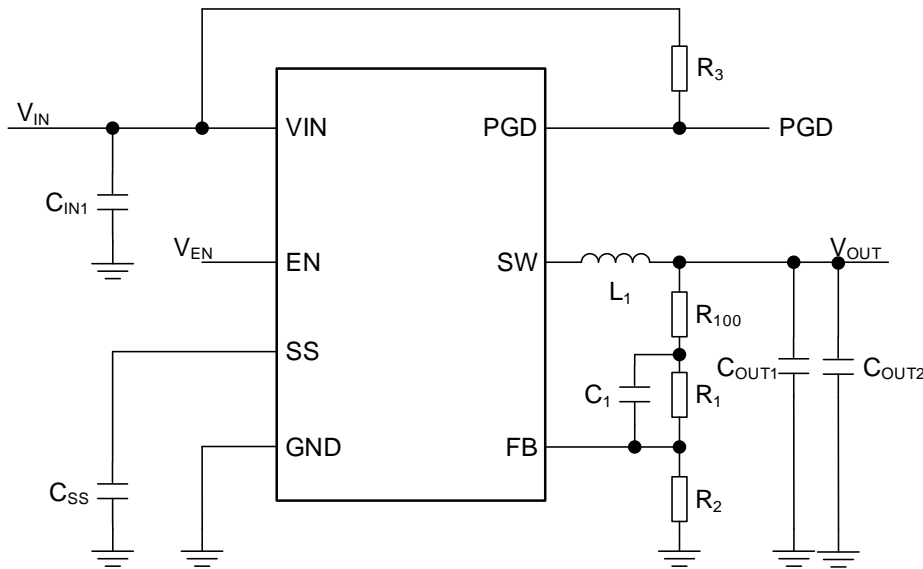 R3
VIN
VIN
PGD
PGD
CIN1
VEN
EN
SW
VOUT
L1
R100
SS
COUT1
COUT2
C1
R1
GND
FB
CSS
R2